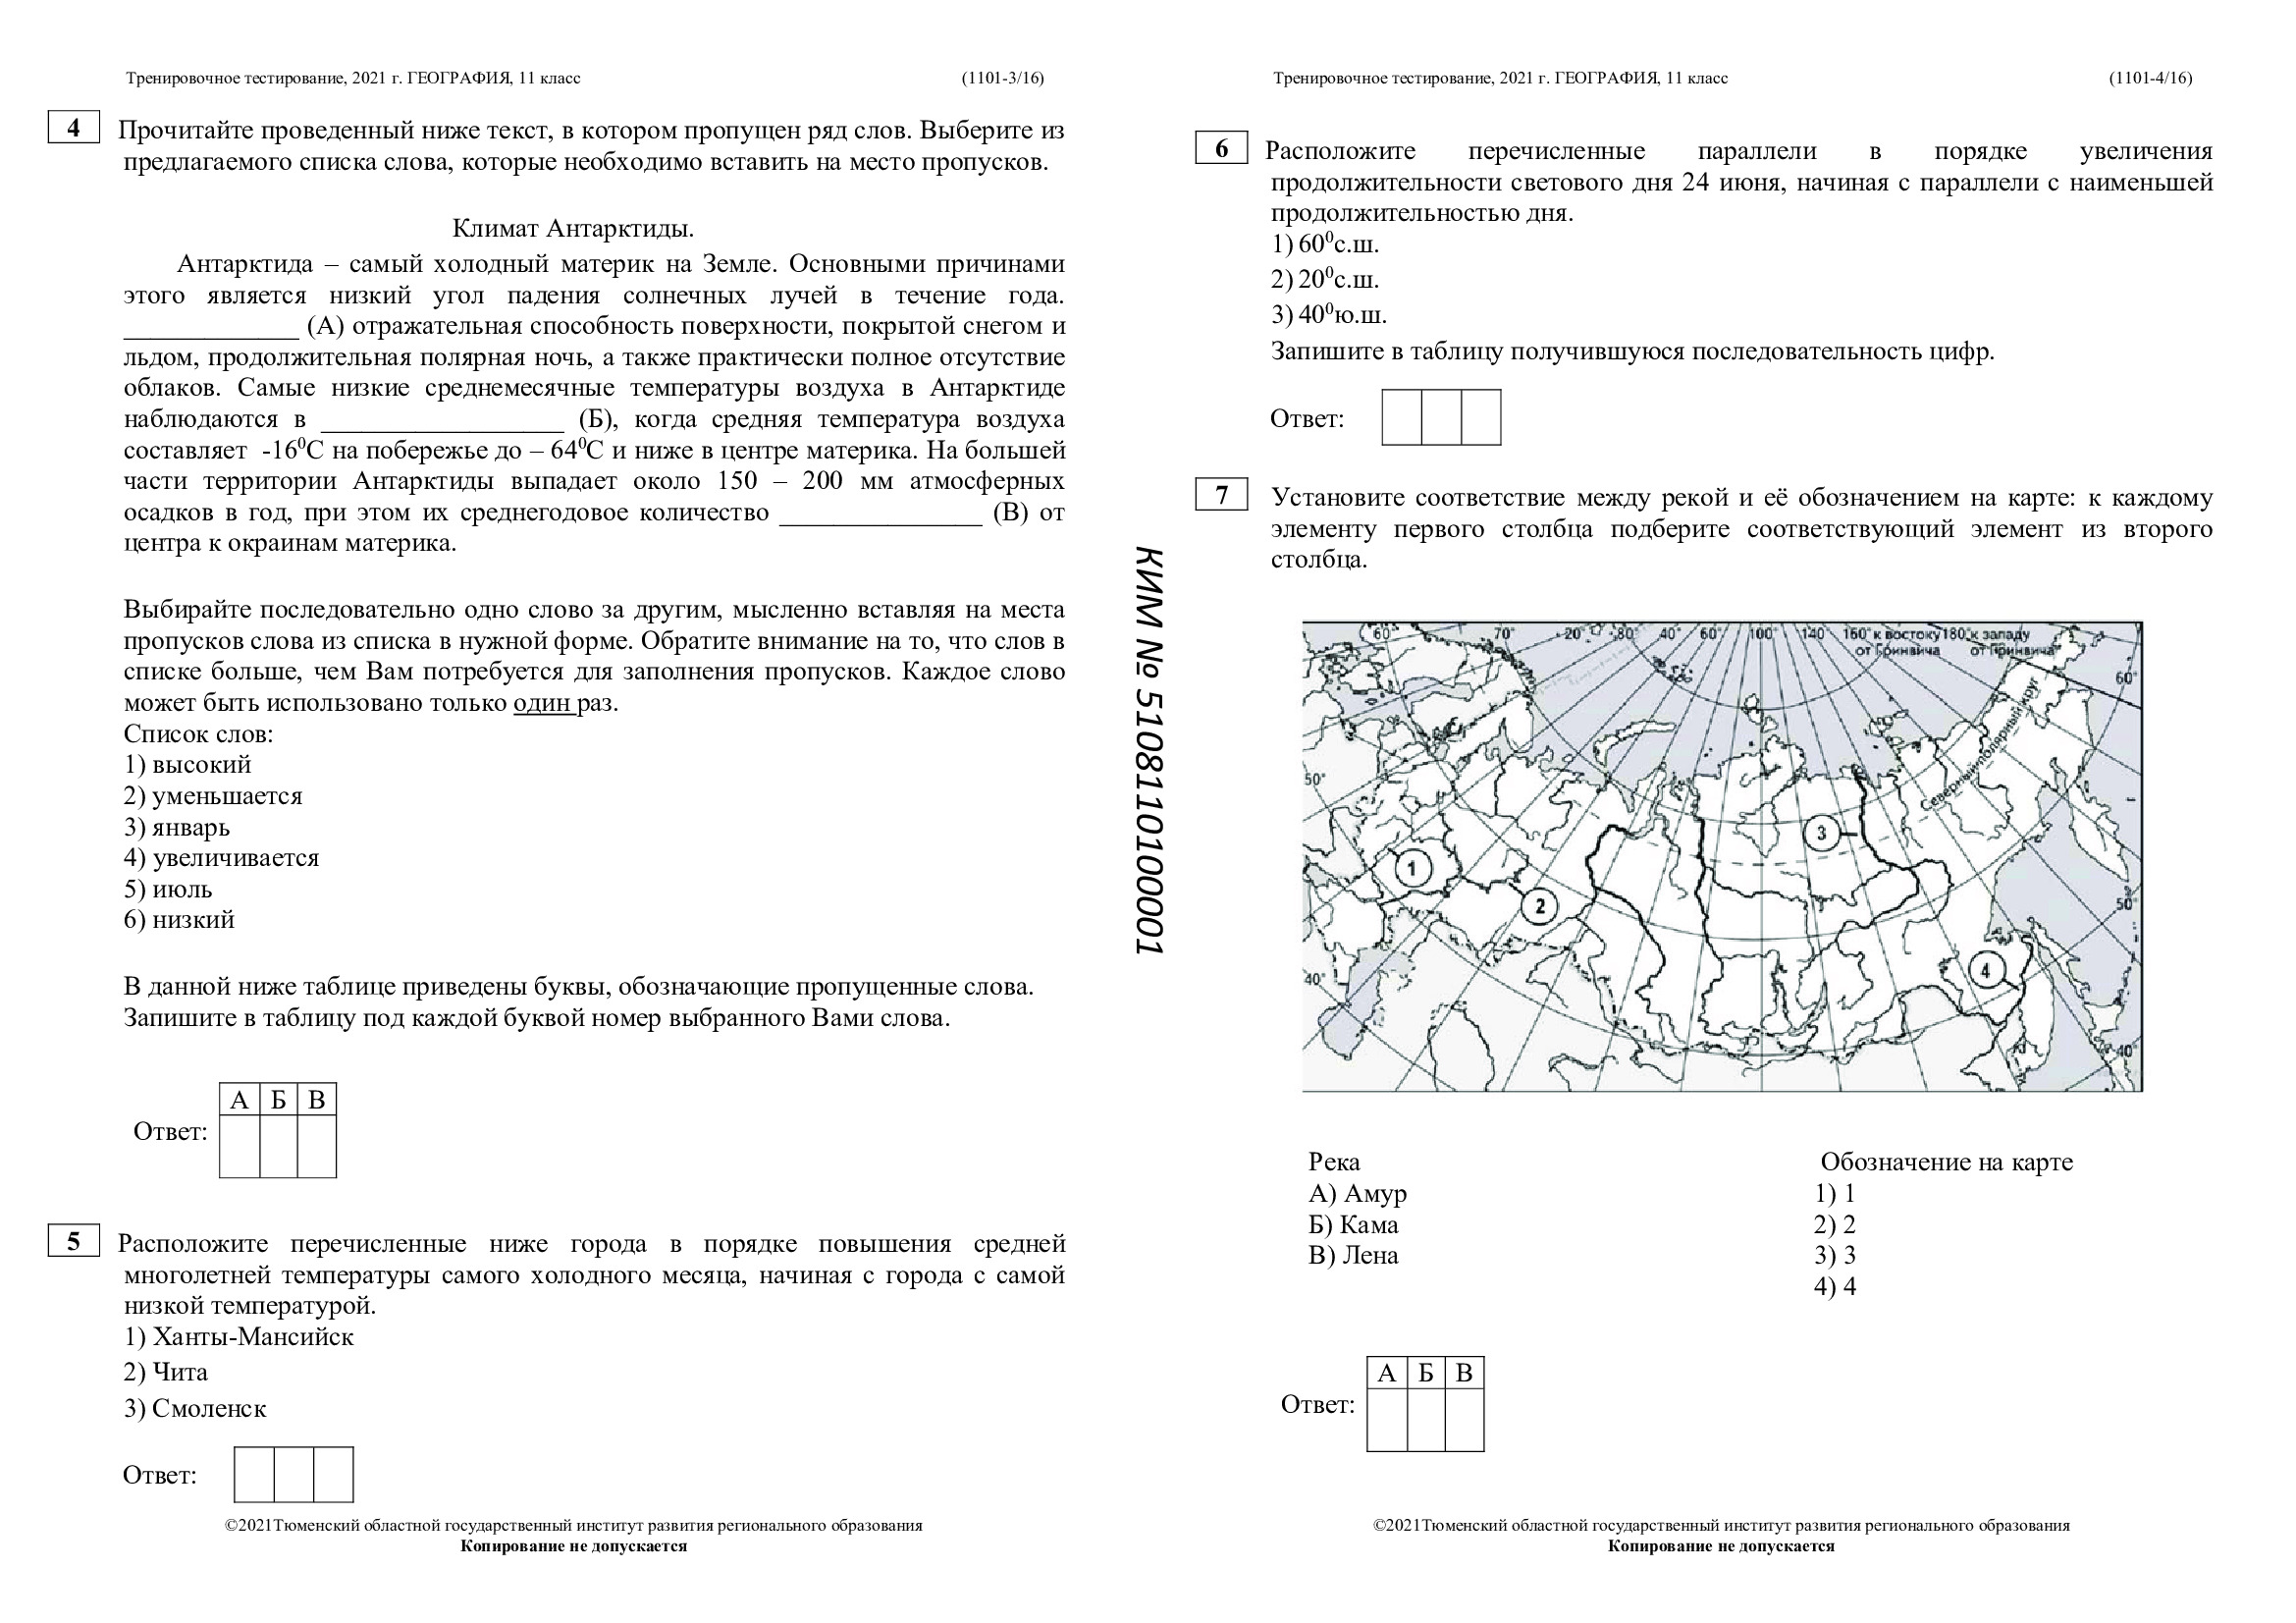 Тренировочное тестирование, 2021 г. ГЕОГРАФИЯ, 11 класс (1101-3/16)
4 Прочитайте проведенный ниже текст, в котором пропущен ряд слов. Выберите из
предлагаемого списка слова, которые необходимо вставить на место пропусков.
Климат Антарктиды.
Антарктида – самый холодный материк на Земле. Основными причинами
этого является низкий угол падения солнечных лучей в течение года.
_____________ (А) отражательная способность поверхности, покрытой снегом и
льдом, продолжительная полярная ночь, а также практически полное отсутствие
облаков. Самые низкие среднемесячные температуры воздуха в Антарктиде
наблюдаются в __________________ (Б), когда средняя температура воздуха
составляет -16⁰С на побережье до – 64⁰С и ниже в центре материка. На большей
части территории Антарктиды выпадает около 150 – 200 мм атмосферных
осадков в год, при этом их среднегодовое количество _______________ (В) от
центра к окраинам материка.
Выбирайте последовательно одно слово за другим, мысленно вставляя на места
пропусков слова из списка в нужной форме. Обратите внимание на то, что слов в
списке больше, чем Вам потребуется для заполнения пропусков. Каждое слово
может быть использовано только один раз.
Список слов:
1) высокий
2) уменьшается
3) январь
4) увеличивается
5) июль
6) низкий
В данной ниже таблице приведены буквы, обозначающие пропущенные слова.
Запишите в таблицу под каждой буквой номер выбранного Вами слова.
А Б В
Ответ:
5 Расположите перечисленные ниже города в порядке повышения средней
многолетней температуры самого холодного месяца, начиная с города с самой
низкой температурой.
1) Ханты-Мансийск
2) Чита
3) Смоленск
Ответ:
©2021Тюменский областной государственный институт развития регионального образования
Копирование не допускается
КИМ № 5108110100001
Тренировочное тестирование, 2021 г. ГЕОГРАФИЯ, 11 класс (1101-4/16)
6 Расположите перечисленные параллели в порядке увеличения
продолжительности светового дня 24 июня, начиная с параллели с наименьшей
продолжительностью дня.
1) 60⁰с.ш.
2) 20⁰с.ш.
3) 40⁰ю.ш.
Запишите в таблицу получившуюся последовательность цифр.
Ответ:
7 Установите соответствие между рекой и её обозначением на карте: к каждому
элементу первого столбца подберите соответствующий элемент из второго
столбца.
60° 70° 20° 80° 40° 60° 100° 140° 160° к востоку 180° к западу
от Гринвича от Гринвича
60°
Северный полярный круг
50°
3
1
2
50°
4
40°
40°
Река Обозначение на карте
А) Амур 1) 1
Б) Кама 2) 2
В) Лена 3) 3
4) 4
А Б В
Ответ:
©2021Тюменский областной государственный институт развития регионального образования
Копирование не допускается